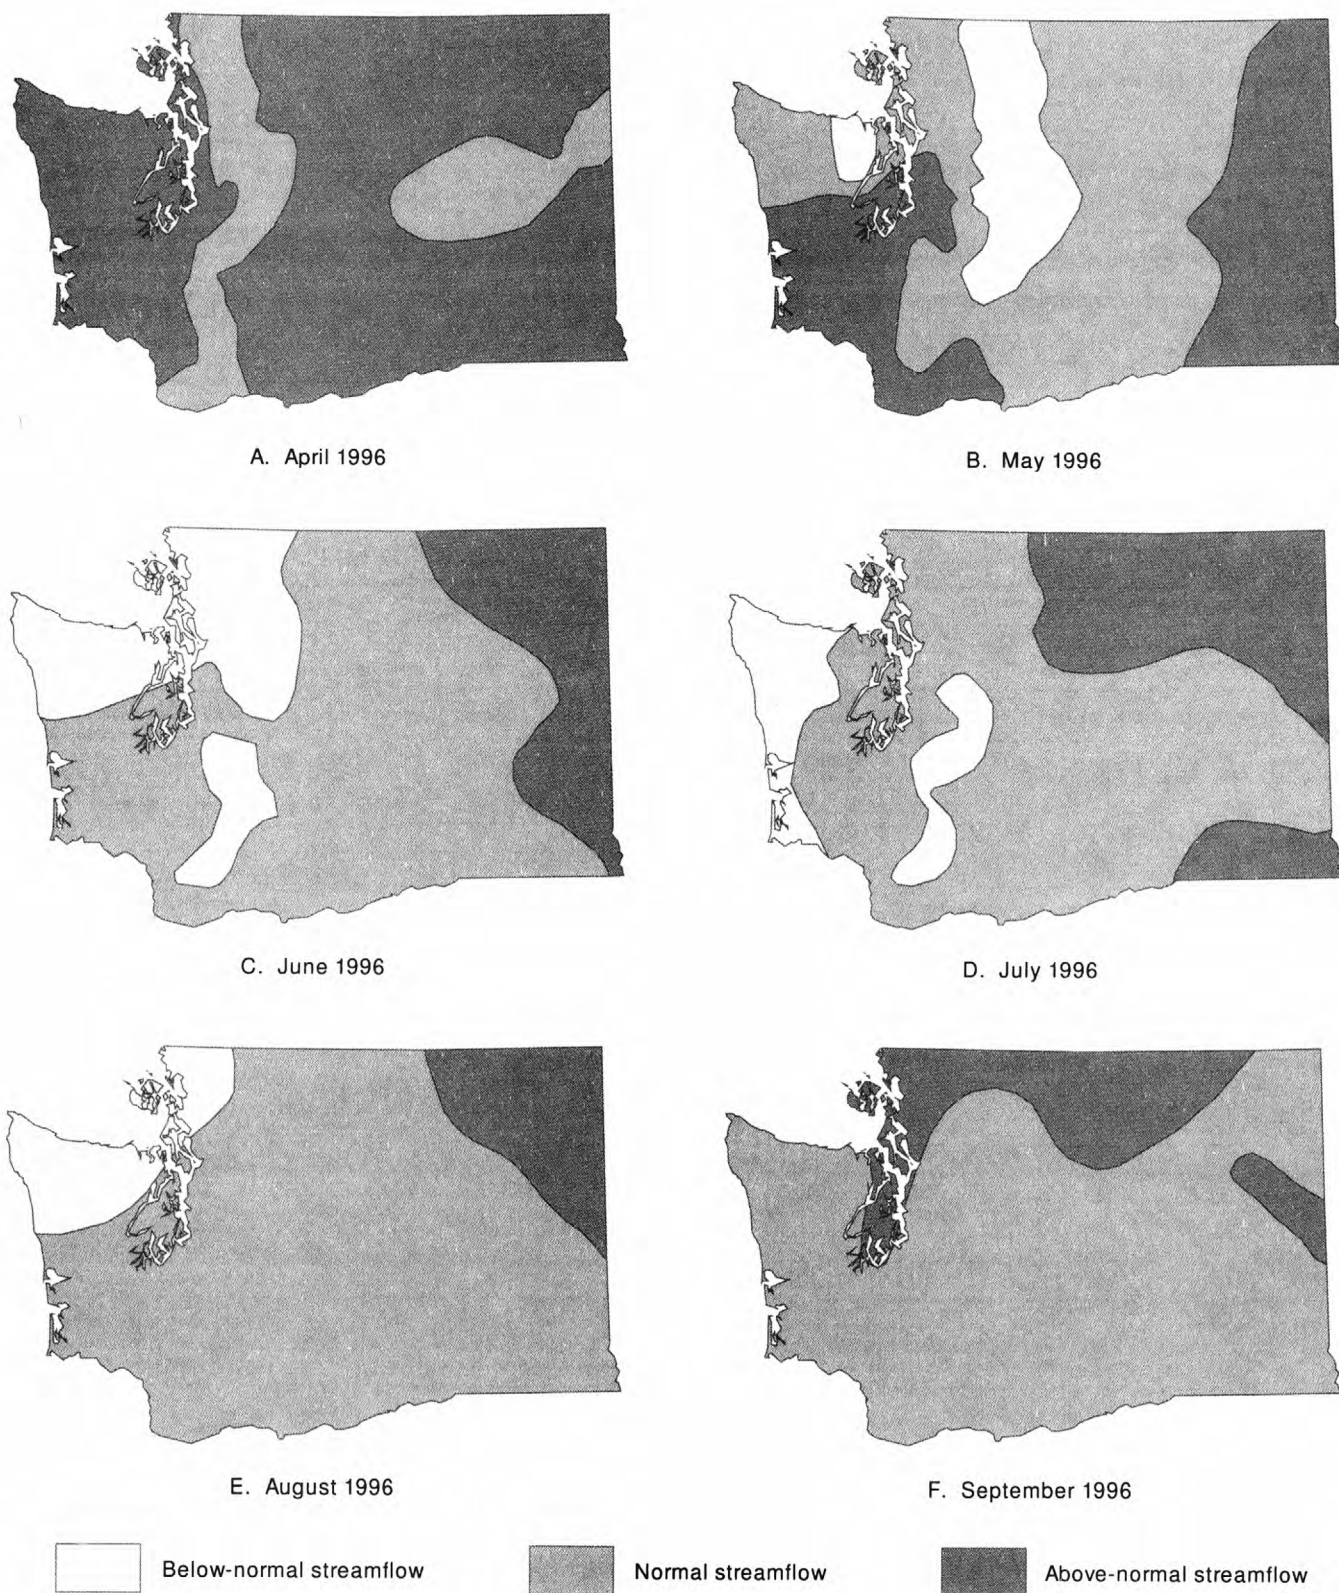 A. April 1996
B. May 1996
C. June 1996
D. July 1996
E. August 1996
F. September 1996
Below-normal streamflow
Normal streamflow
Above-normal streamflow